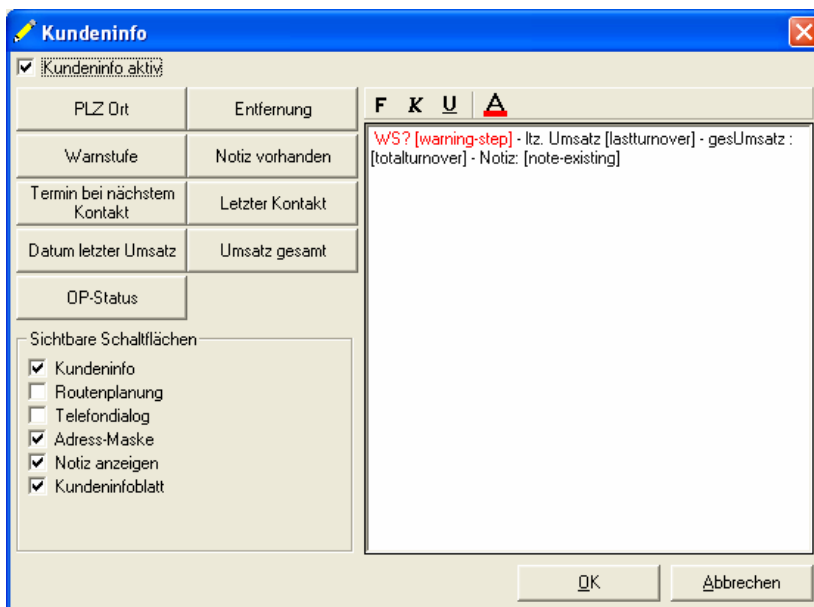 Kundeninfo
Kundeninfo aktiv
PLZ Ort
Entfernung
Warnstufe
Notiz vorhanden
Termin bei nächstem
Kontakt
Letzter Kontakt
Datum letzter Umsatz
Umsatz gesamt
OP-Status
Sichtbare Schaltflächen
Kundeninfo
Routenplanung
Telefondialog
Adress-Maske
Notiz anzeigen
Kundeninfoblatt
F K U A
WS? [warning-step] - ltz. Umsatz [lastturnover] - gesUmsatz :
[totalturnover] - Notiz: [note-existing]
OK
Abbrechen